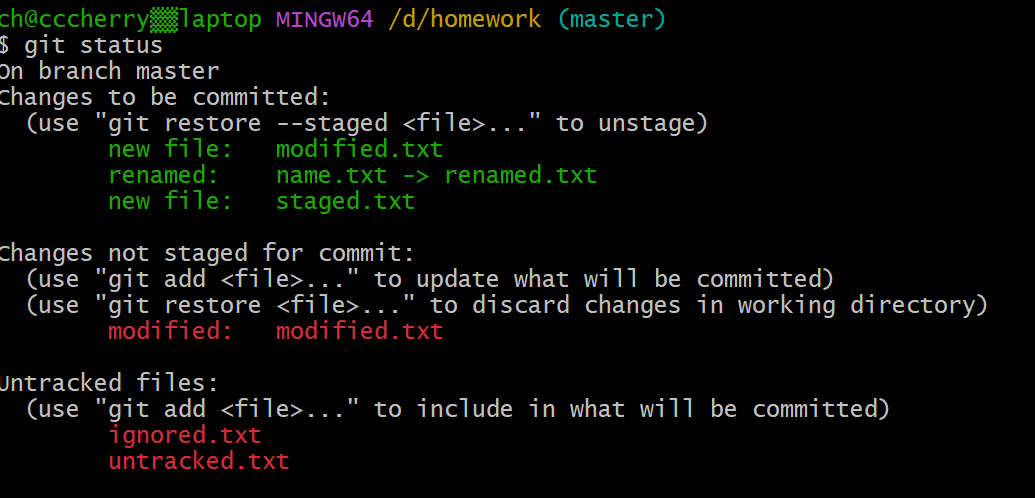 ch@cccherry▒▒laptop MINGW64 /d/homework (master)
$ git status
On branch master
Changes to be committed:
  (use "git restore --staged <file>..." to unstage)
        new file:   modified.txt
        renamed:    name.txt -> renamed.txt
        new file:   staged.txt

Changes not staged for commit:
  (use "git add <file>..." to update what will be committed)
  (use "git restore <file>..." to discard changes in working directory)
        modified:   modified.txt

Untracked files:
  (use "git add <file>..." to include in what will be committed)
        ignored.txt
        untracked.txt